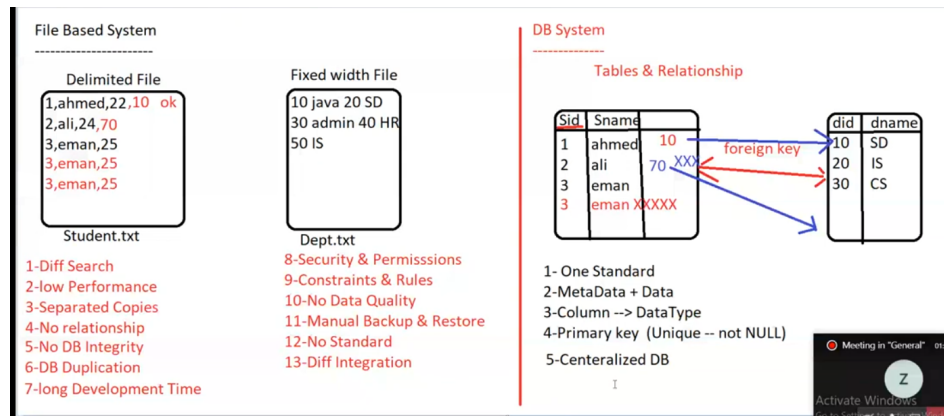 File Based System
-----------------------
Delimited File
1,ahmed,22,10 ok
2,ali,24,70
3,eman,25
3,eman,25
3,eman,25
Student.txt
Fixed width File
10 java 20 SD
30 admin 40 HR
50 IS
Dept.txt
1-Diff Search
2-low Performance
3-Separated Copies
4-No relationship
5-No DB Integrity
6-DB Duplication
7-long Development Time
8-Security & Permisssions
9-Constraints & Rules
10-No Data Quality
11-Manual Backup & Restore
12-No Standard
13-Diff Integration
DB System
--------------
Tables & Relationship
Sid Sname
1 ahmed 10
2 ali 70 XXX
3 eman
3 eman XXXXX
foreign key
did dname
10 SD
20 IS
30 CS
1- One Standard
2-MetaData + Data
3-Column --> DataType
4-Primary key (Unique -- not NULL)
5-Centeralized DB
Meeting in "General" 01:
Z
Activate Windows